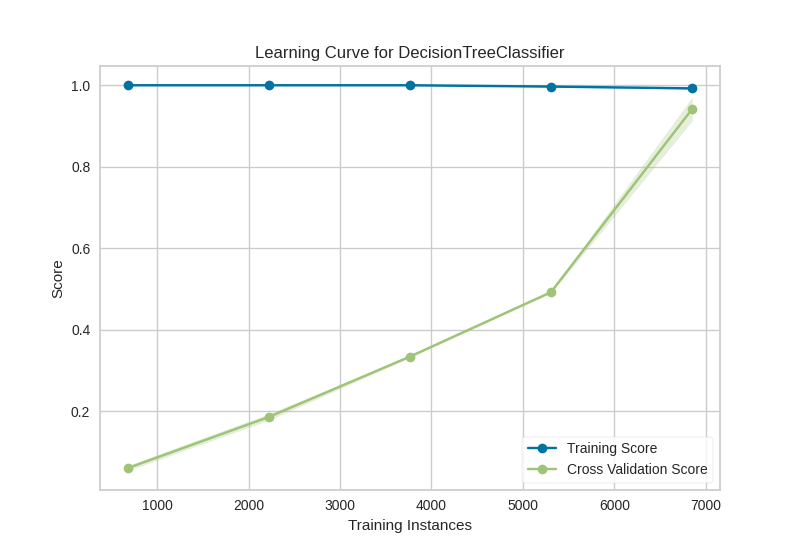 Learning Curve for DecisionTreeClassifier
1.0
0.8
0.6
0.4
0.2
Score
Training Score
Cross Validation Score
1000 2000 3000 4000 5000 6000 7000
Training Instances